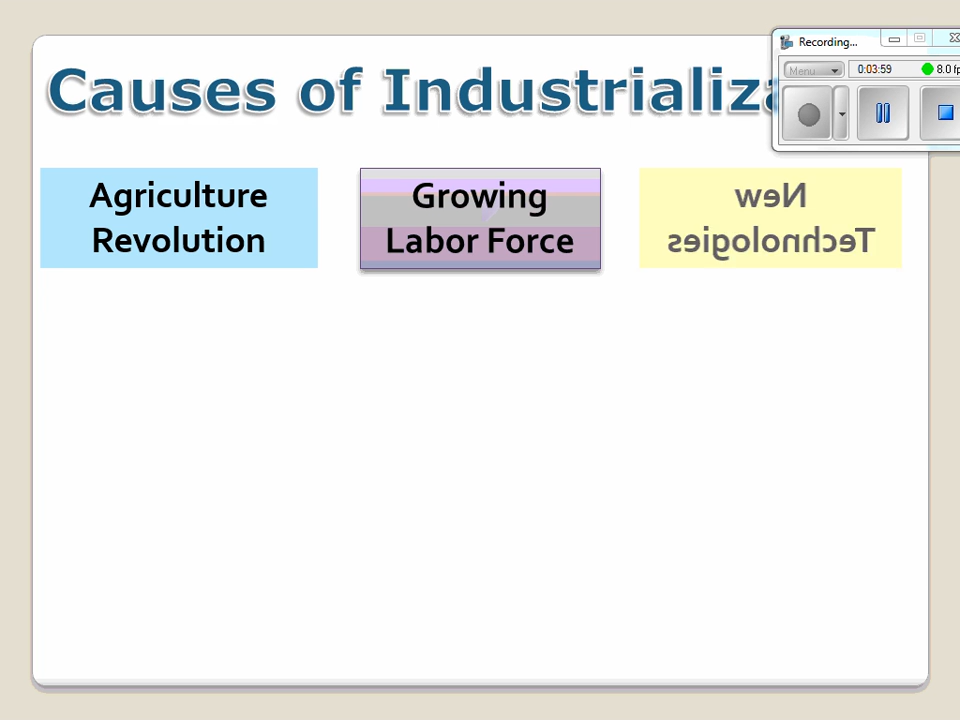 Causes of Industrializa
Recording...
Menu
0:03:59
8.0 fp
Agriculture
Revolution
Growing
Labor Force
New
Technologies